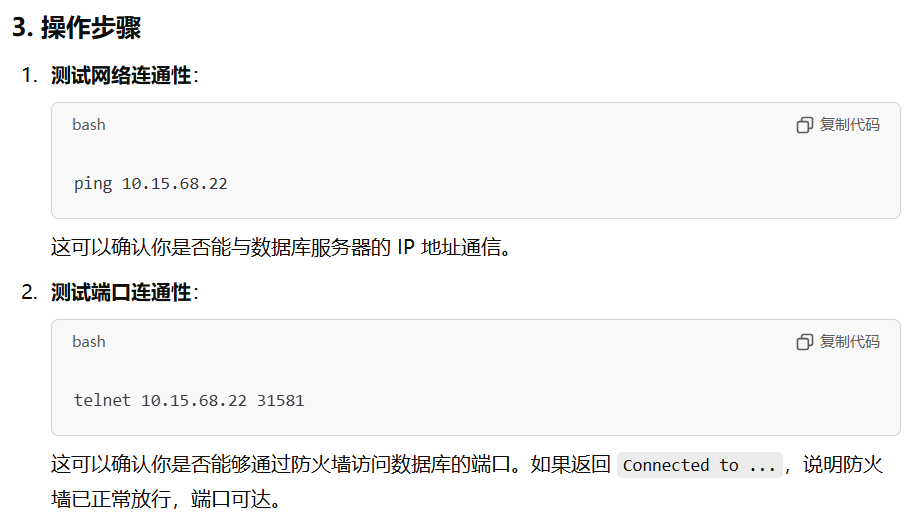 3. 操作步骤
1. 测试网络连通性：
bash
复制代码
ping 10.15.68.22
这可以确认你是否能与数据库服务器的 IP 地址通信。
2. 测试端口连通性：
bash
复制代码
telnet 10.15.68.22 31581
这可以确认你是否能够通过防火墙访问数据库的端口。如果返回 Connected to ...，说明防火
墙已正常放行，端口可达。